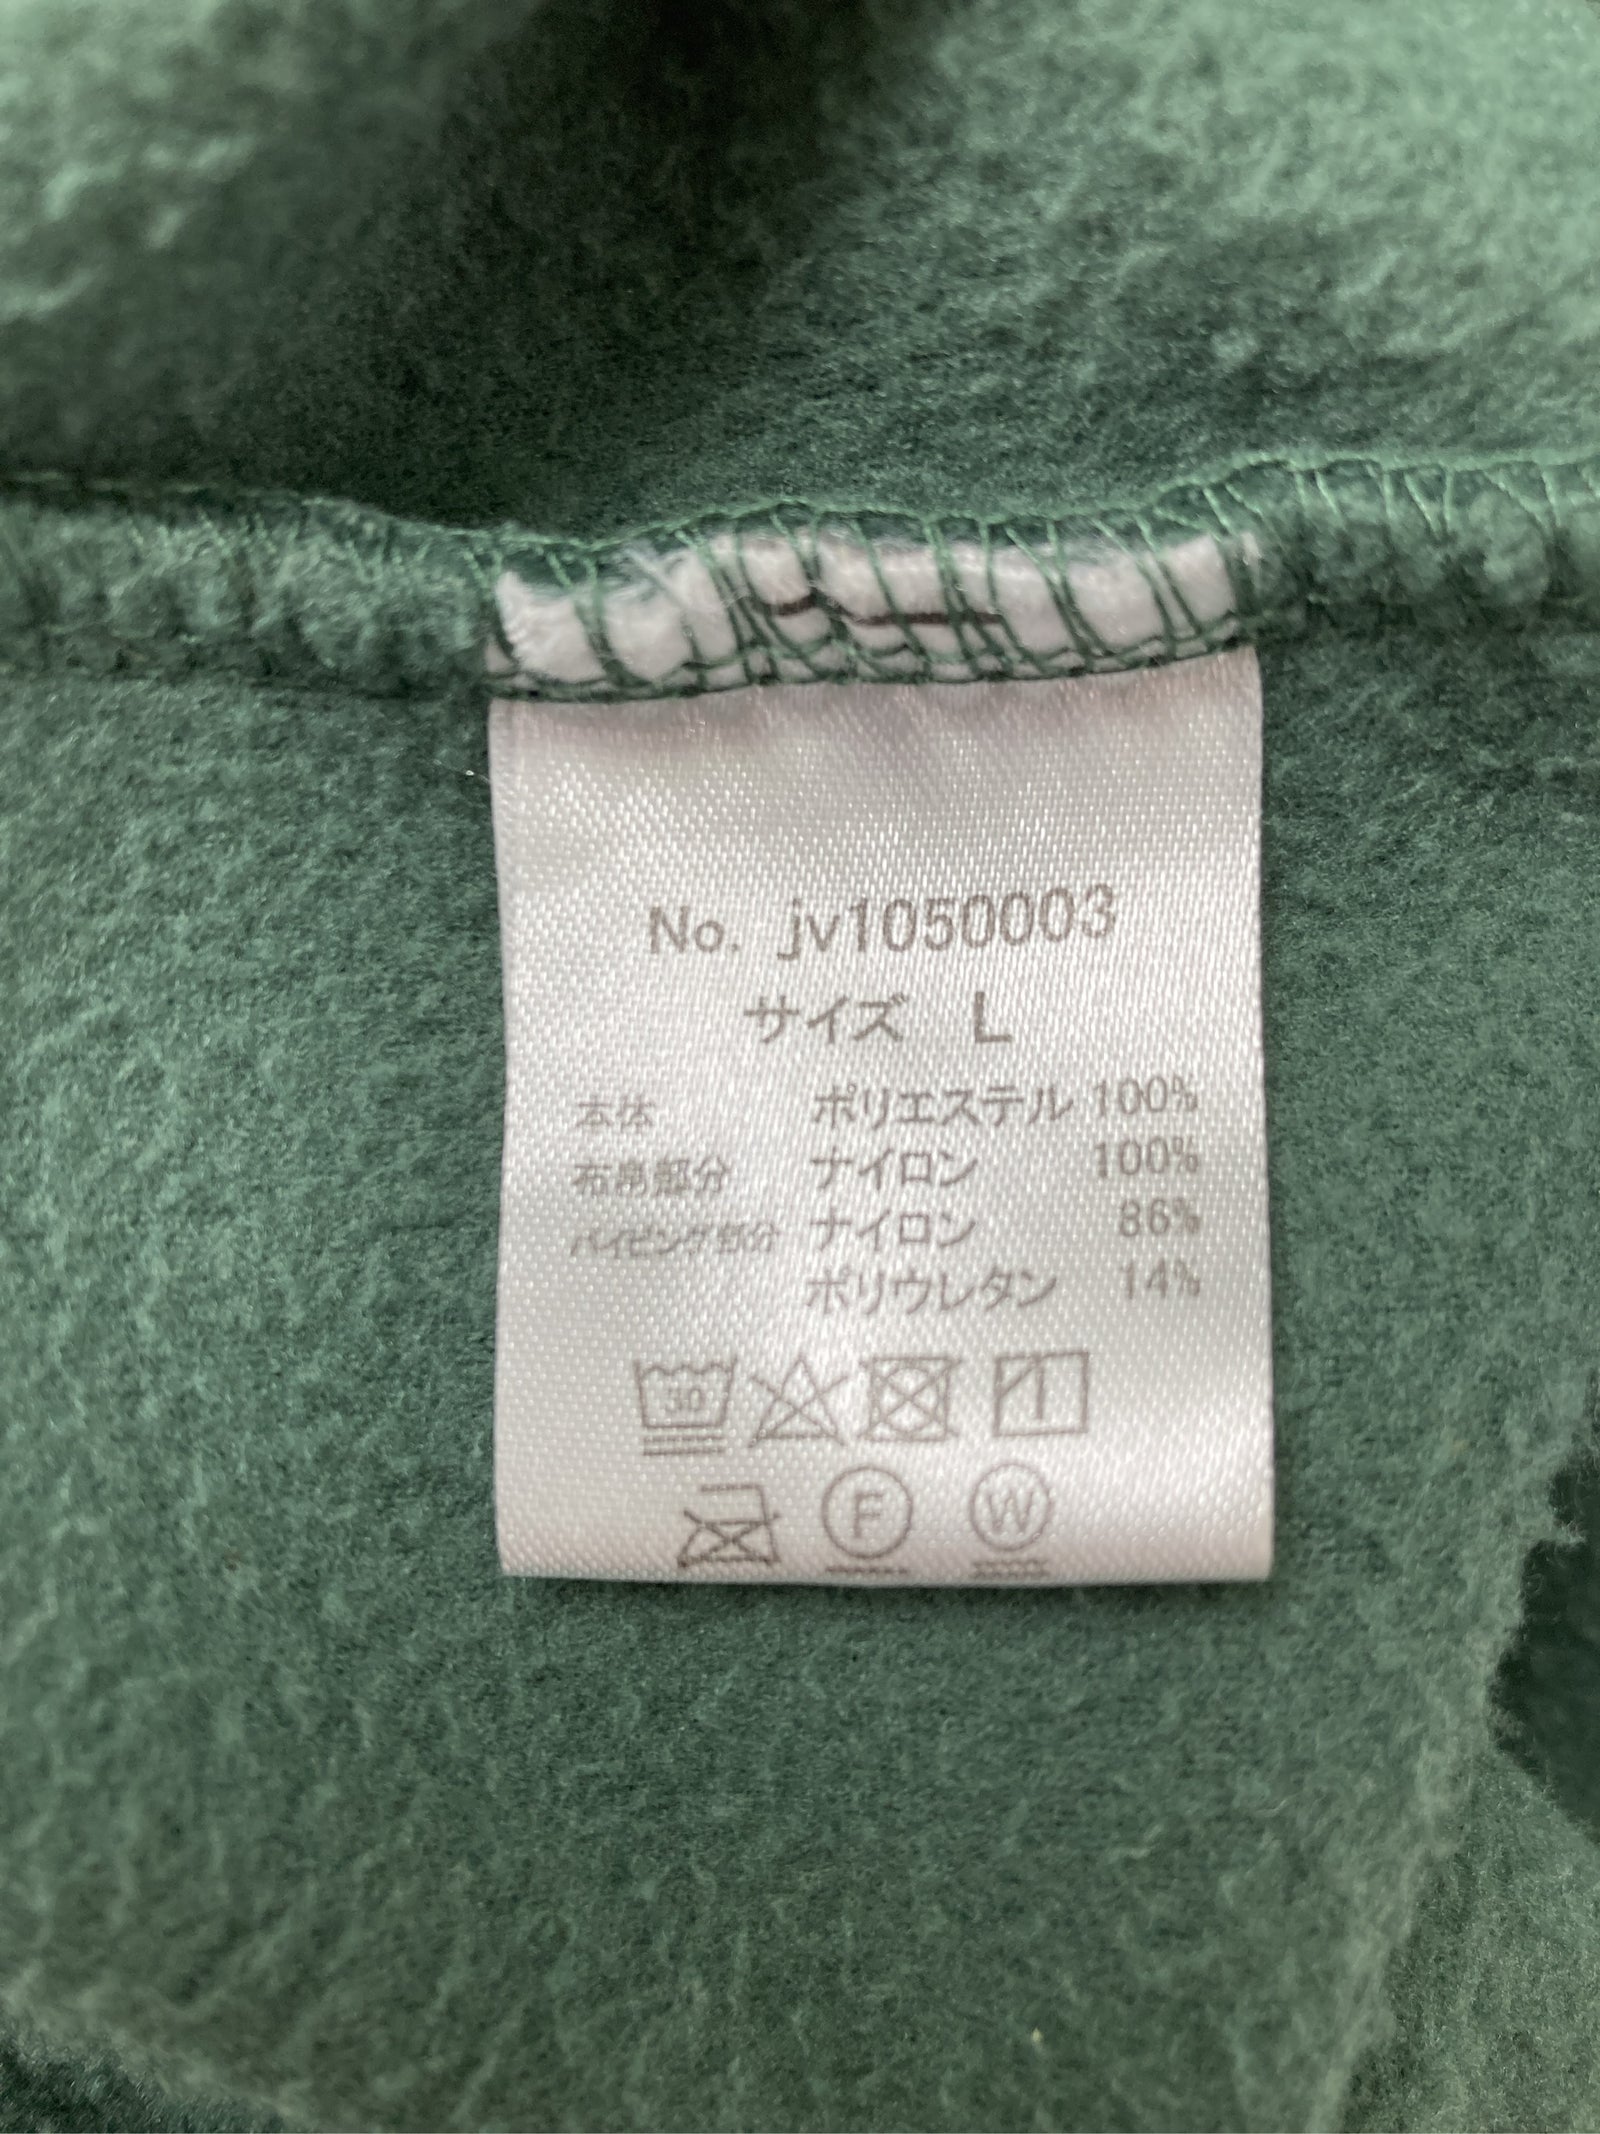 No. jv1050003
サイズ L
本体 ポリエステル 100%
布帛部分 ナイロン 100%
パイピング部分 ナイロン 86%
ポリウレタン 14%
30
F W